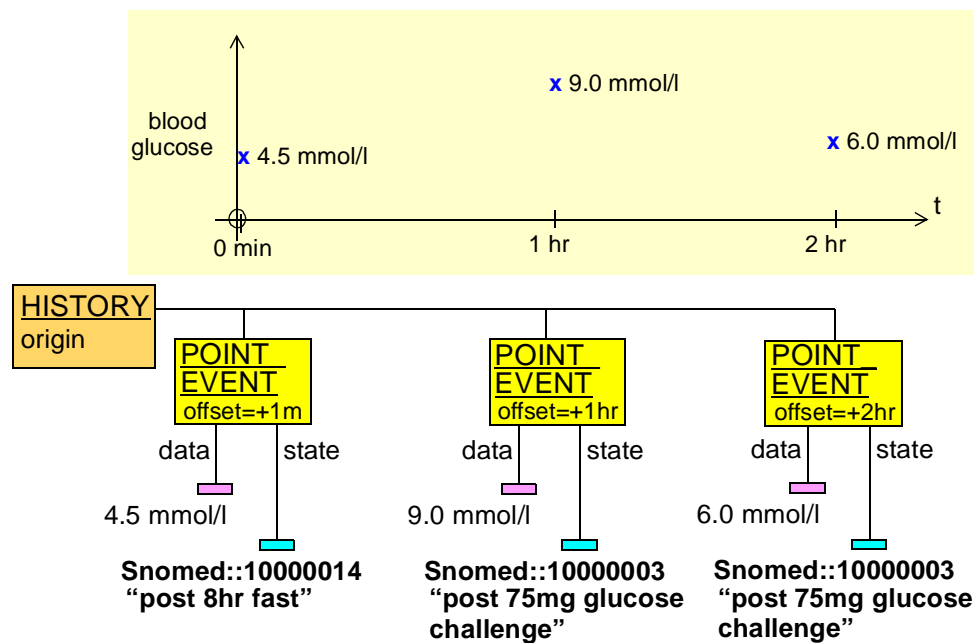 x 9.0 mmol/l
blood
glucose
x 4.5 mmol/l
x 6.0 mmol/l
t
0 min
1 hr
2 hr
HISTORY
origin
POINT_
EVENT
offset=+1m
POINT_
EVENT
offset=+1hr
POINT_
EVENT
offset=+2hr
data
state
data
state
data
state
4.5 mmol/l
9.0 mmol/l
6.0 mmol/l
Snomed::10000014
“post 8hr fast”
Snomed::10000003
“post 75mg glucose
challenge”
Snomed::10000003
“post 75mg glucose
challenge”